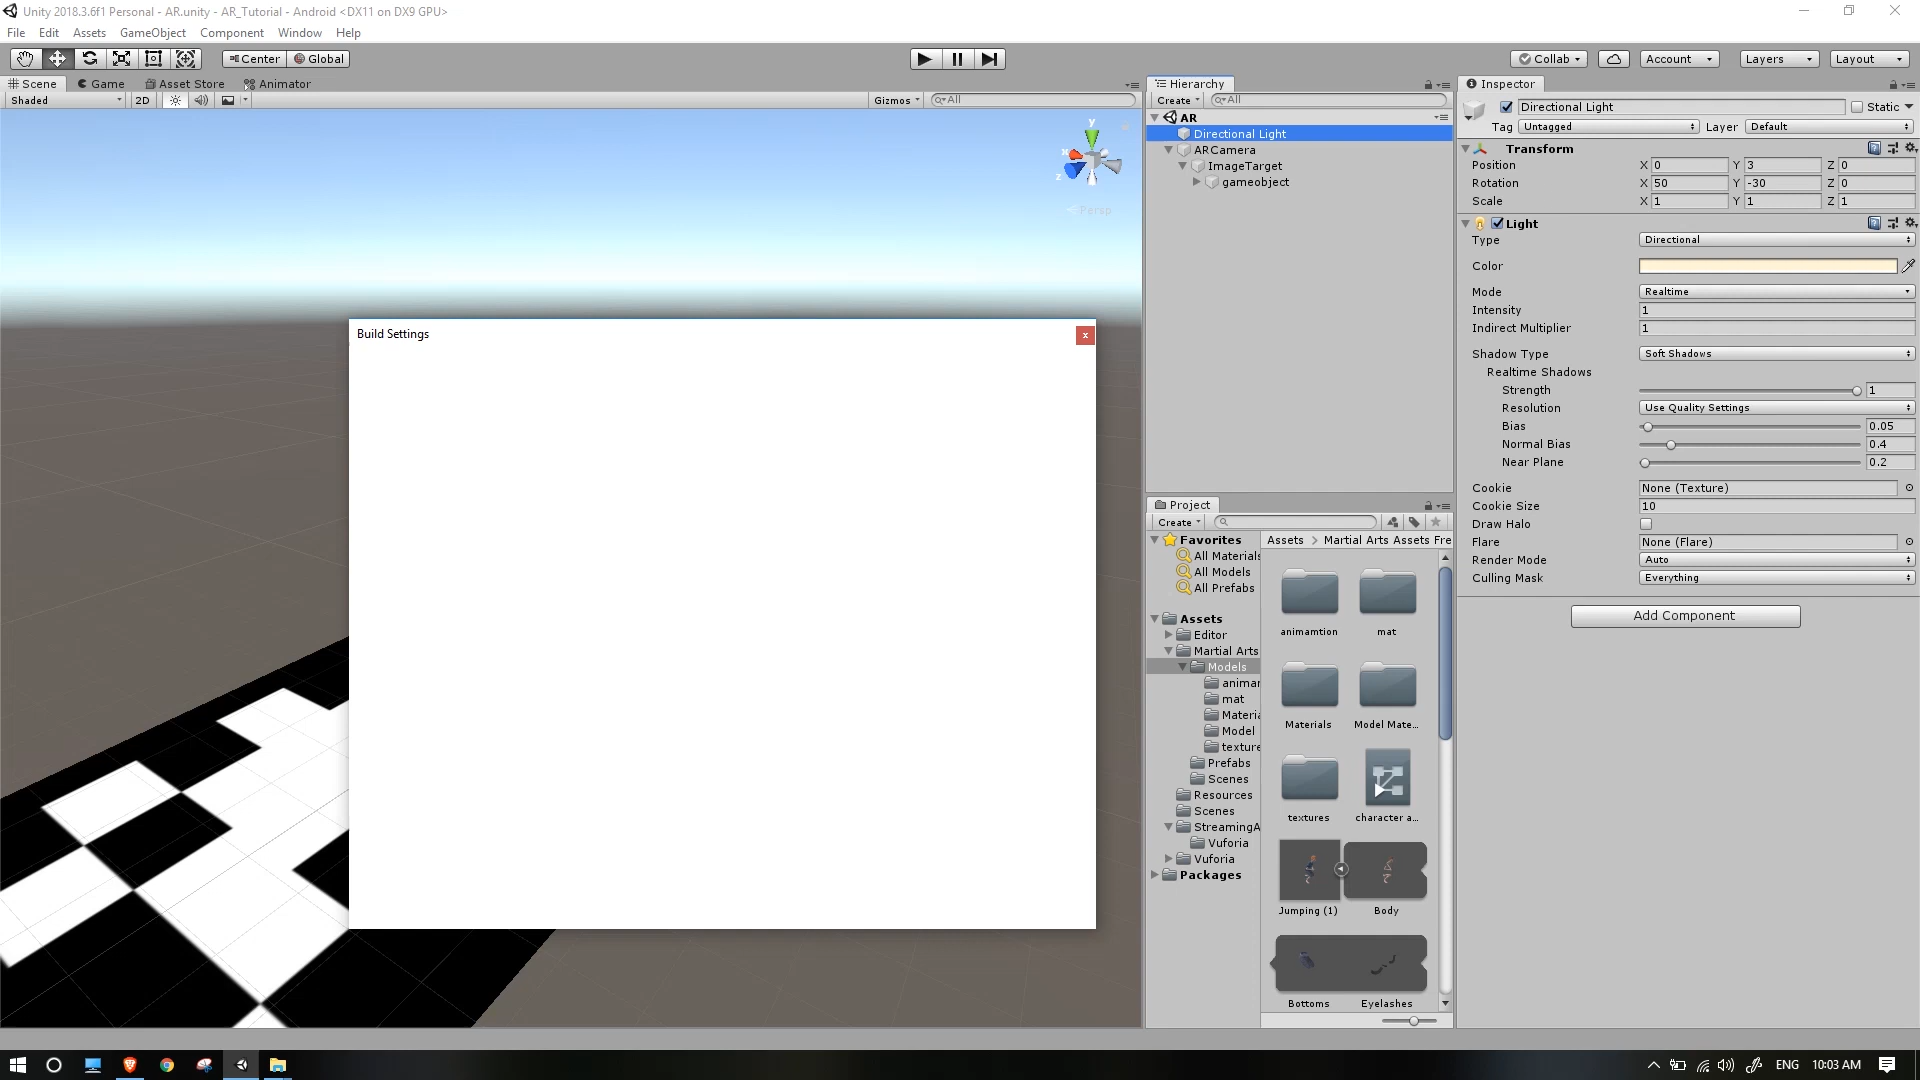 Unity 2018.3.6f1 Personal - AR.unity - AR_Tutorial - Android <DX11 on DX9 GPU>
File Edit Assets GameObject Component Window Help
Center Global Collab Account Layers Layout
Scene Game Asset Store Animator
Shaded 2D Gizmos All
y
x
z
Persp
Build Settings
x
Hierarchy
Create All
AR
Directional Light
ARCamera
ImageTarget
gameobject
Project
Create
Favorites
All Materials
All Models
All Prefabs
Assets
Editor
Martial Arts
Models
animar
mat
Materia
Model
texture
Prefabs
Scenes
Resources
Scenes
StreamingA
Vuforia
Vuforia
Packages
Assets > Martial Arts Assets Fre
animamtion mat
Materials Model Mate...
textures character a...
Jumping (1) Body
Bottoms Eyelashes
Inspector
Directional Light Static
Tag Untagged Layer Default
Transform
Position X 0 Y 3 Z 0
Rotation X 50 Y -30 Z 0
Scale X 1 Y 1 Z 1
Light
Type Directional
Color
Mode Realtime
Intensity 1
Indirect Multiplier 1
Shadow Type Soft Shadows
Realtime Shadows
Strength 1
Resolution Use Quality Settings
Bias 0.05
Normal Bias 0.4
Near Plane 0.2
Cookie None (Texture)
Cookie Size 10
Draw Halo
Flare None (Flare)
Render Mode Auto
Culling Mask Everything
Add Component
ENG 10:03 AM